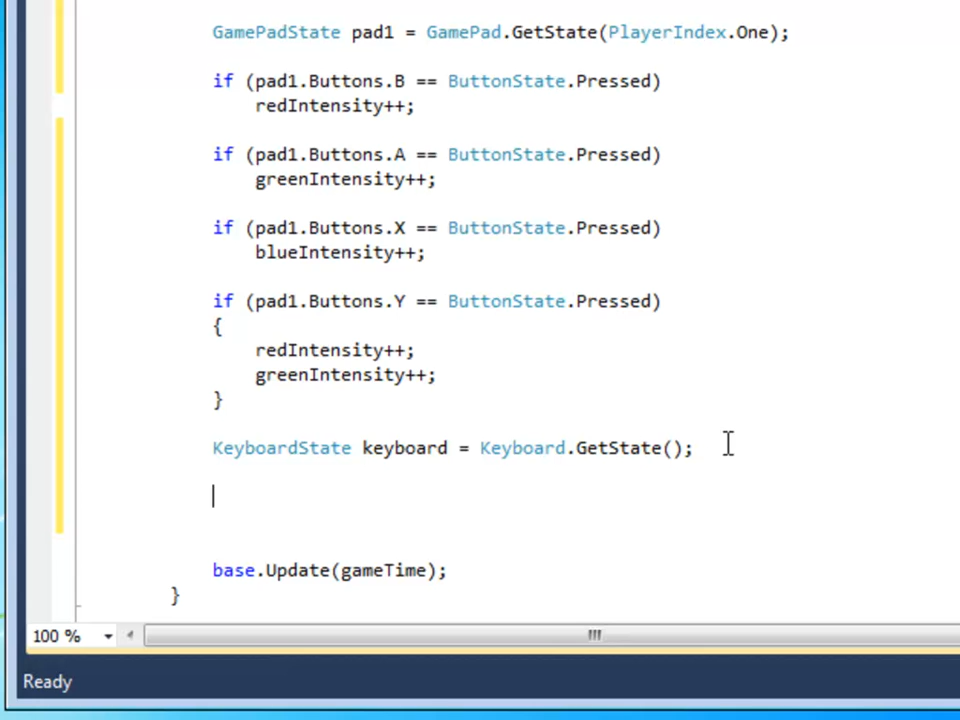 GamePadState pad1 = GamePad.GetState(PlayerIndex.One);
if (pad1.Buttons.B == ButtonState.Pressed)
redIntensity++;
if (pad1.Buttons.A == ButtonState.Pressed)
greenIntensity++;
if (pad1.Buttons.X == ButtonState.Pressed)
blueIntensity++;
if (pad1.Buttons.Y == ButtonState.Pressed)
{
redIntensity++;
greenIntensity++;
}
KeyboardState keyboard = Keyboard.GetState();
base.Update(gameTime);
}
100 %
Ready